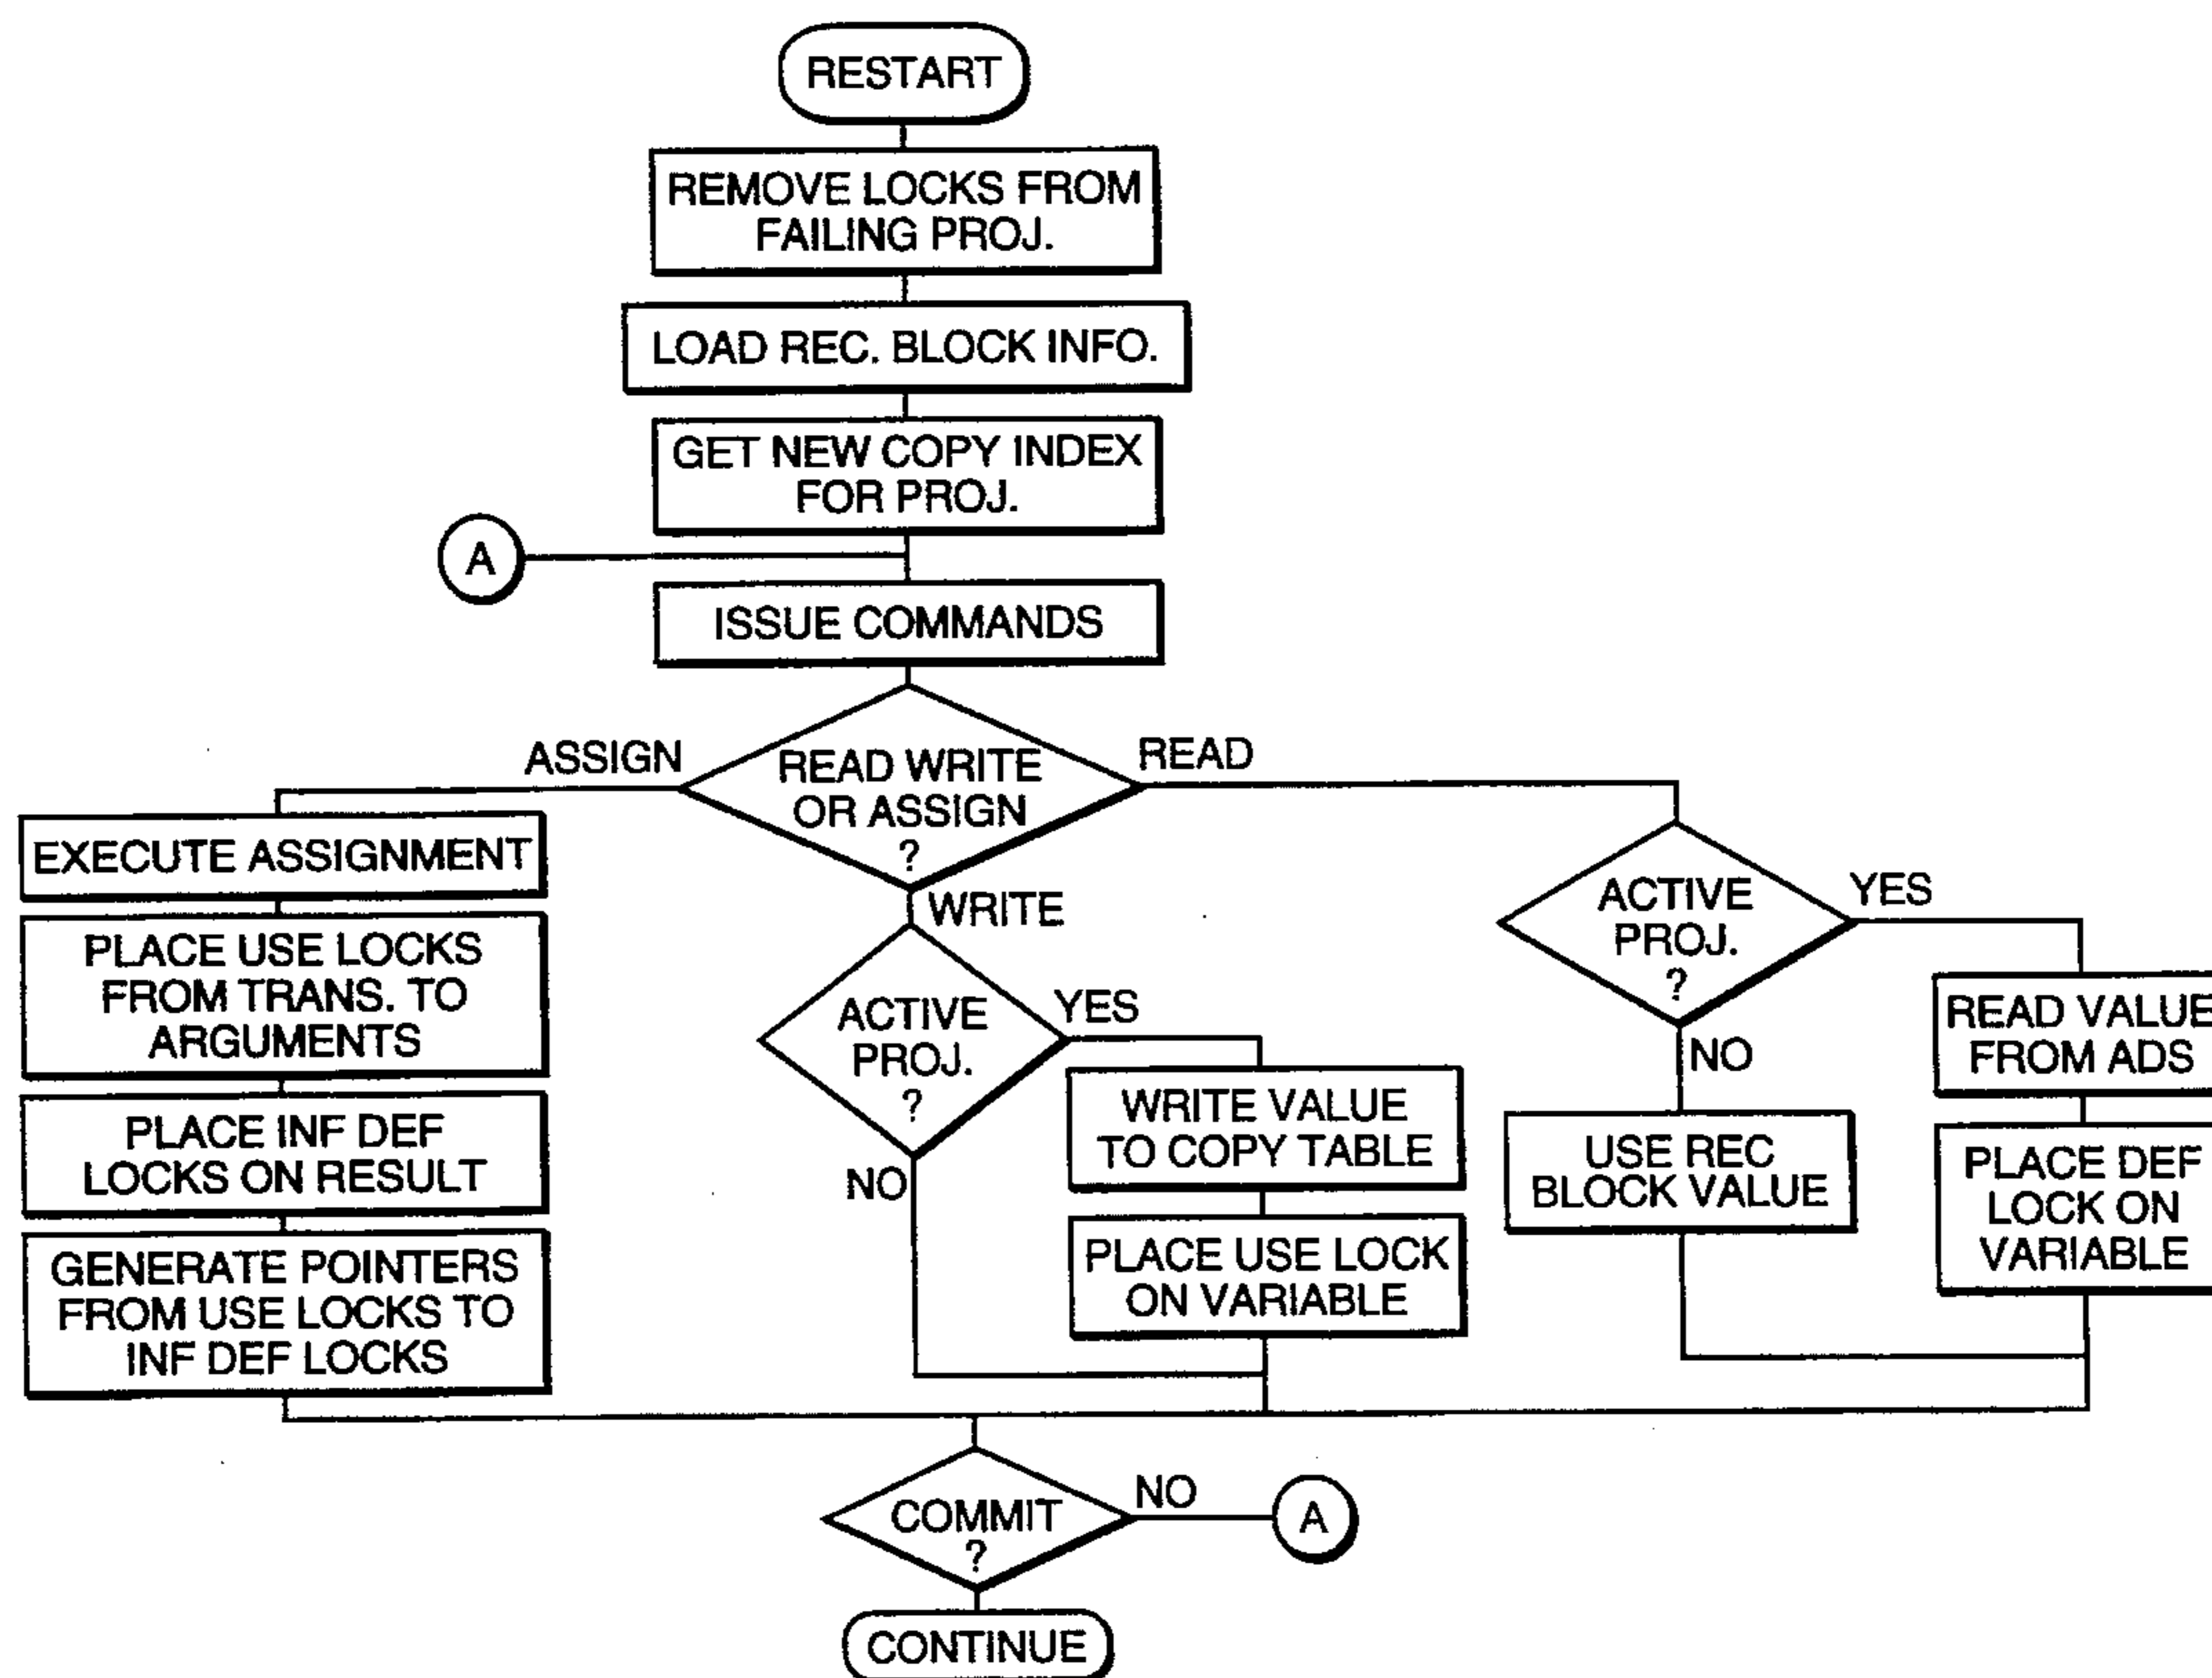 RESTART
REMOVE LOCKS FROM
FAILING PROJ.
LOAD REC. BLOCK INFO.
GET NEW COPY INDEX
FOR PROJ.
A
ISSUE COMMANDS
READ WRITE
OR ASSIGN
?
ASSIGN
READ
WRITE
EXECUTE ASSIGNMENT
PLACE USE LOCKS
FROM TRANS. TO
ARGUMENTS
PLACE INF DEF
LOCKS ON RESULT
GENERATE POINTERS
FROM USE LOCKS TO
INF DEF LOCKS
ACTIVE
PROJ.
?
YES
NO
WRITE VALUE
TO COPY TABLE
PLACE USE LOCK
ON VARIABLE
ACTIVE
PROJ.
?
YES
NO
USE REC
BLOCK VALUE
READ VALUE
FROM ADS
PLACE DEF
LOCK ON
VARIABLE
COMMIT
?
NO
A
CONTINUE